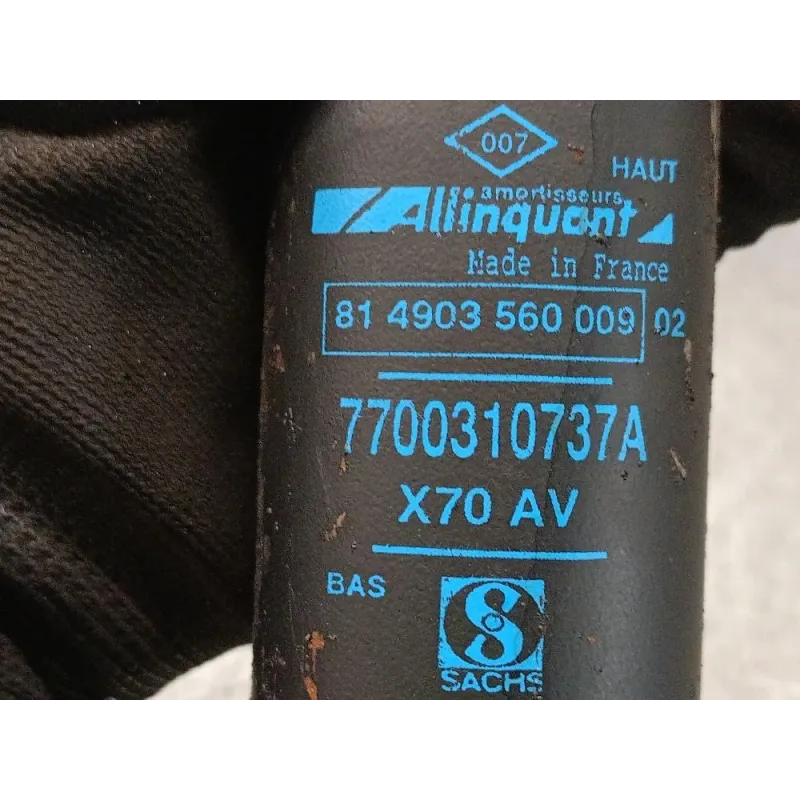 007
HAUT
amortisseurs
Allinquant
Made in France
81 4903 560 009 02
7700310737A
X70 AV
BAS
S
SACHS